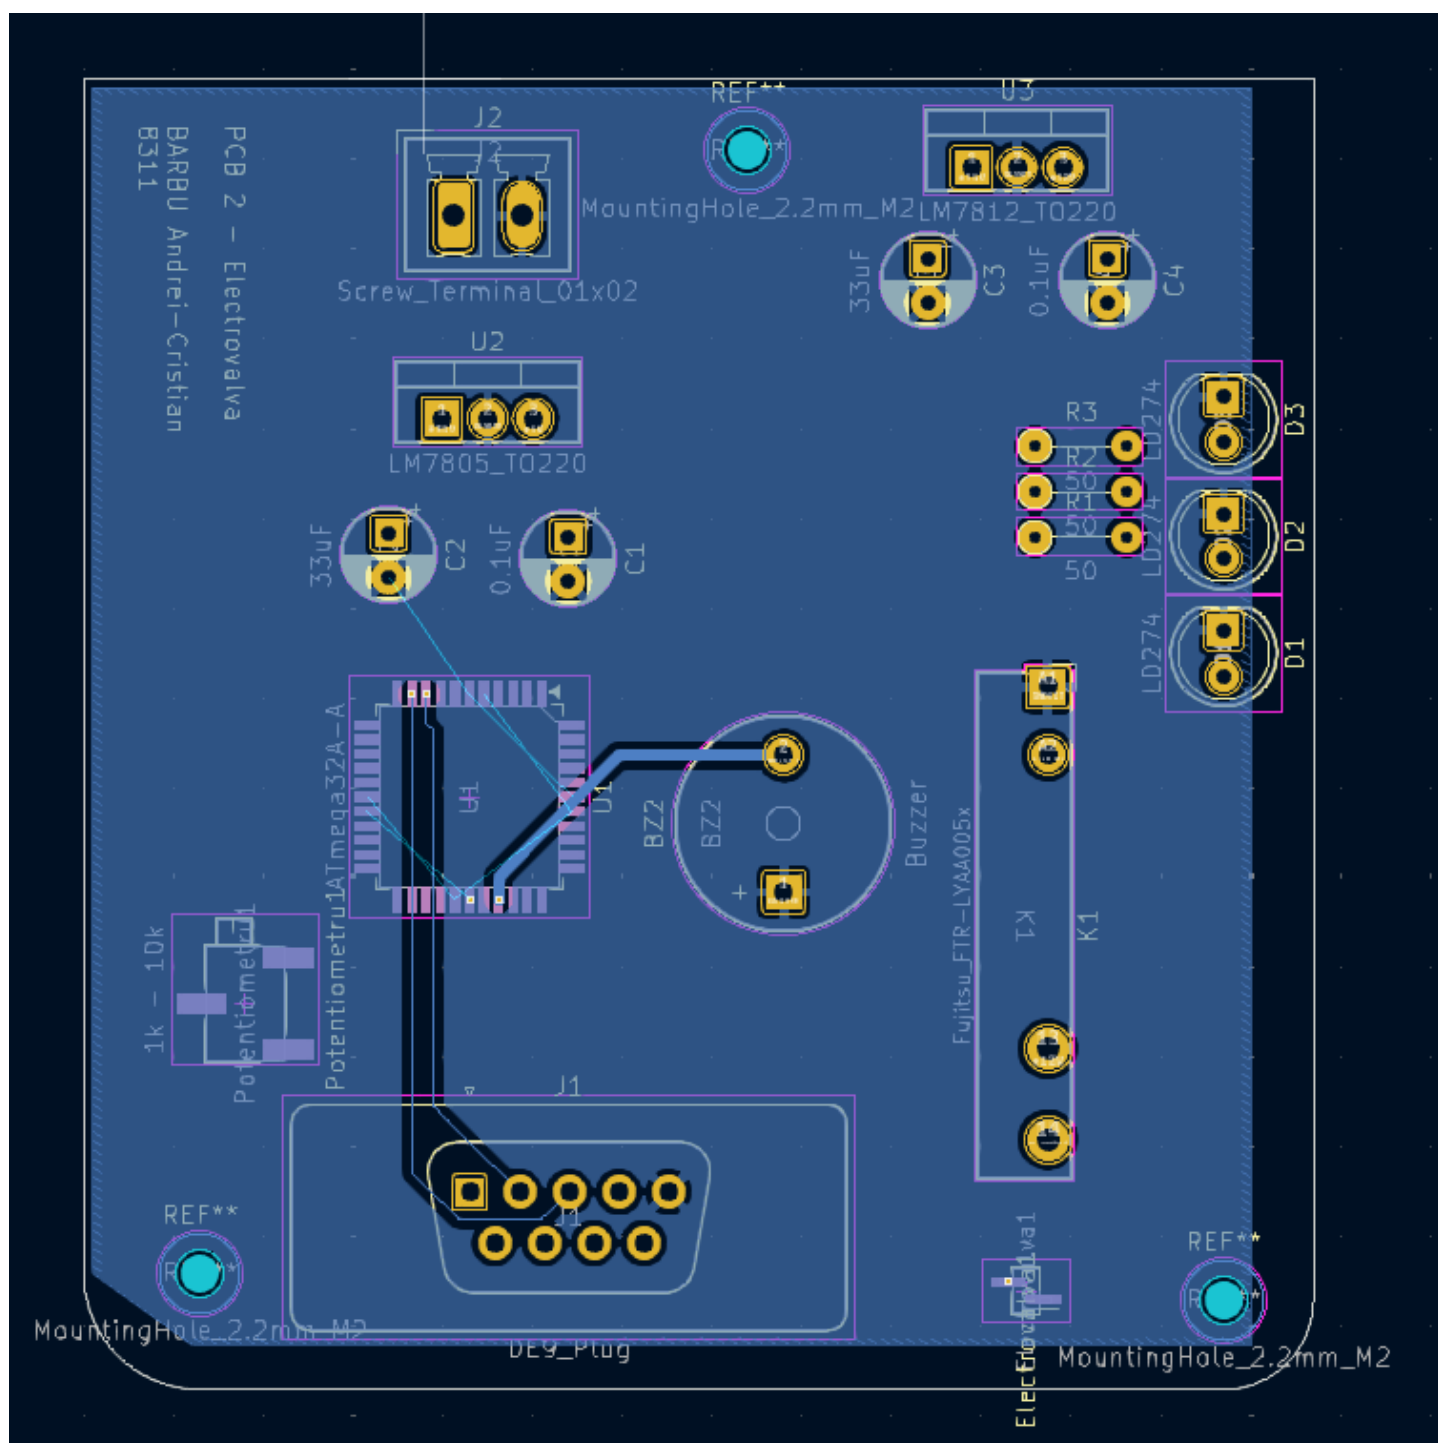 REF**
U3
J2
J2
R **
PCB 2 - Electrovalva
BARBU Andrei-Cristian
B311
MountingHole_2.2mm_M2
LM7812_TO220
Screw_Terminal_01x02
33uF
C3
0.1uF
C4
U2
LM7805_TO220
LD274
D3
R3
R2
50
R1
50
50
LD274
D2
33uF
C2
0.1uF
C1
LD274
D1
ATmega32A-A
U1
U1
BZ2
BZ2
Buzzer
+
Fujitsu_FTR-LYAA005x
K1
K1
1k - 10k
Potentiometru1
Potentiometru1
J1
J1
DE9_Plug
REF**
R **
MountingHole_2.2mm_M2
REF**
R **
MountingHole_2.2mm_M2